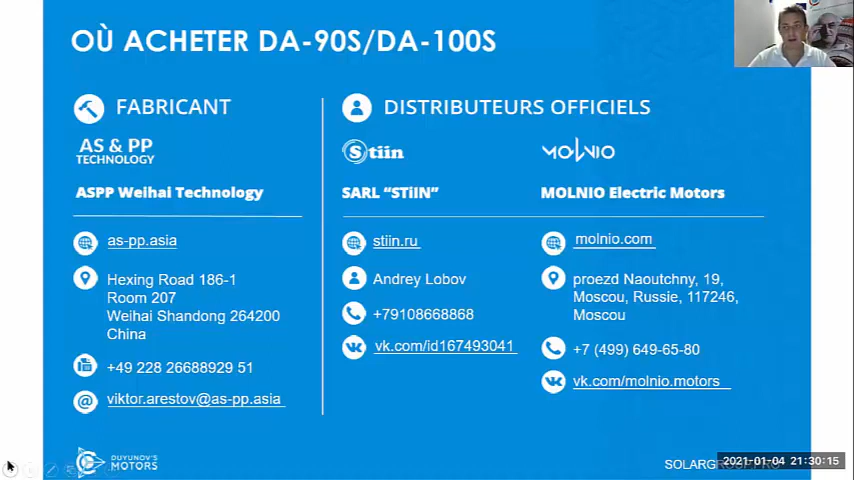 OÙ ACHETER DA-90S/DA-100S
FABRICANT
AS & PP
TECHNOLOGY
ASPP Weihai Technology
as-pp.asia
Hexing Road 186-1
Room 207
Weihai Shandong 264200
China
+49 228 26688929 51
viktor.arestov@as-pp.asia
DISTRIBUTEURS OFFICIELS
Stiin
SARL “STiIN”
stiin.ru
Andrey Lobov
+79108668868
vk.com/id167493041
MOLNIO
MOLNIO Electric Motors
molnio.com
proezd Naoutchny, 19,
Moscou, Russie, 117246,
Moscou
+7 (499) 649-65-80
vk.com/molnio.motors
DUYUNOV'S
MOTORS
2021-01-04 21:30:15